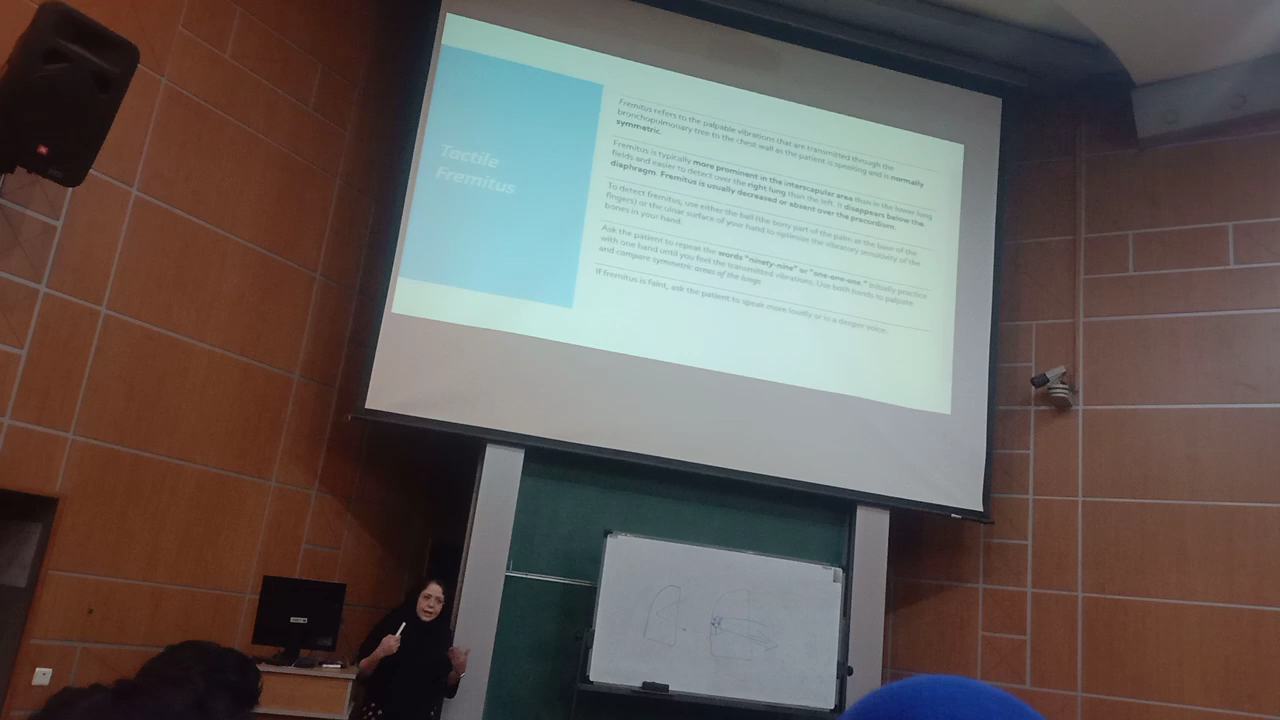 Tactile
Fremitus
Fremitus refers to the palpable vibrations that are transmitted through the
bronchopulmonary tree to the chest wall as the patient is speaking and is normally
symmetric.
Fremitus is typically more prominent in the interscapular area than in the lower lung
fields and easier to detect over the right lung than the left. It disappears below the
diaphragm. Fremitus is usually decreased or absent over the precordium.
To detect fremitus, use either the ball (the bony part of the palm at the base of the
fingers) or the ulnar surface of your hand to optimize the vibratory sensitivity of the
bones in your hand.
Ask the patient to repeat the words "ninety-nine" or "one-one-one." Initially practice
with one hand until you feel the transmitted vibrations. Use both hands to palpate
and compare symmetric areas of the lungs
If fremitus is faint, ask the patient to speak more loudly or in a deeper voice.